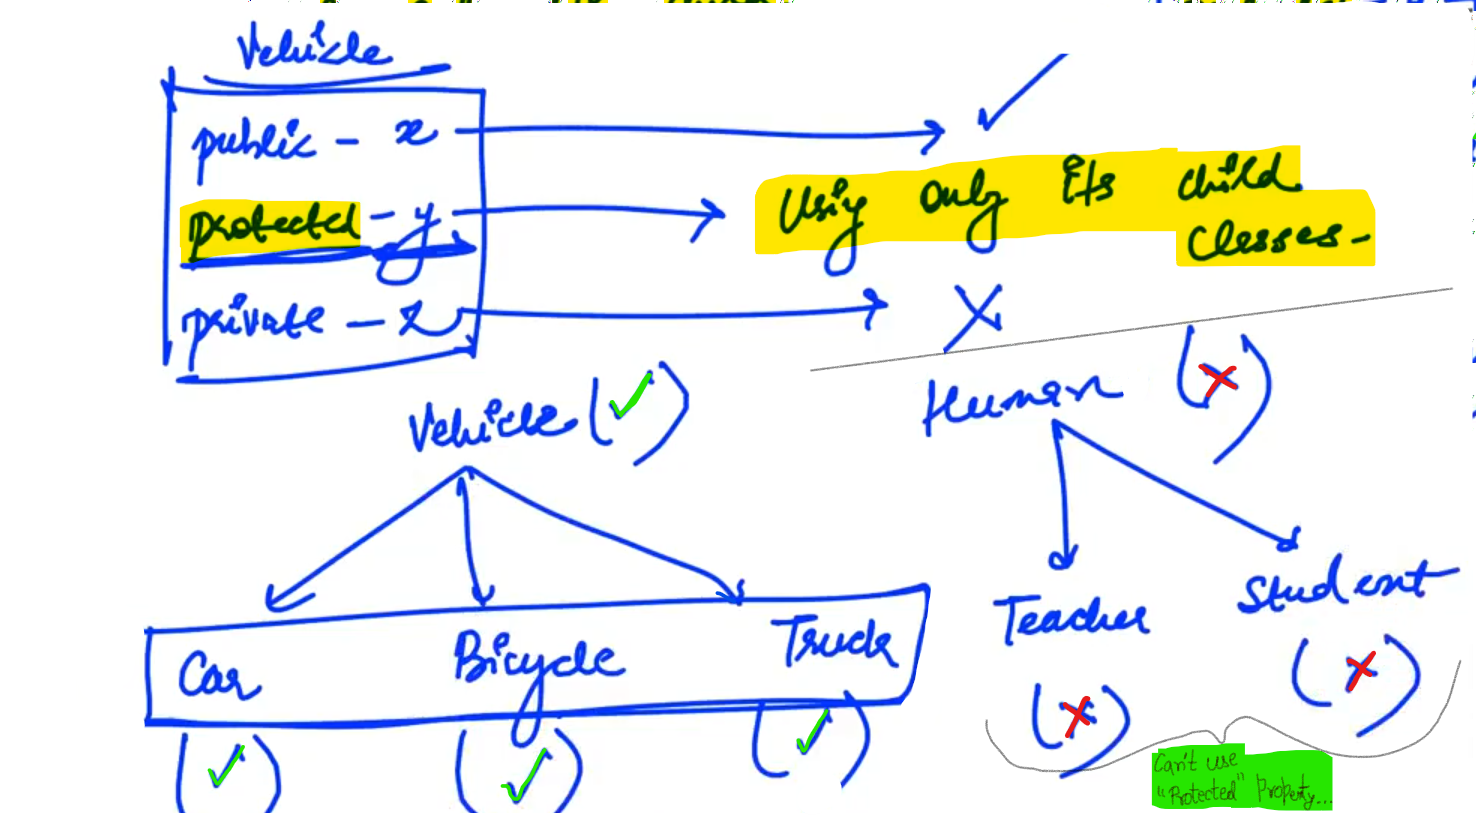 Vehicle
public - x
protected - y
Using only its child
classes-
private - z
Vehicle
Human
Car
Bicycle
Truck
Teacher
Student
Can't use
"Protected" Property...